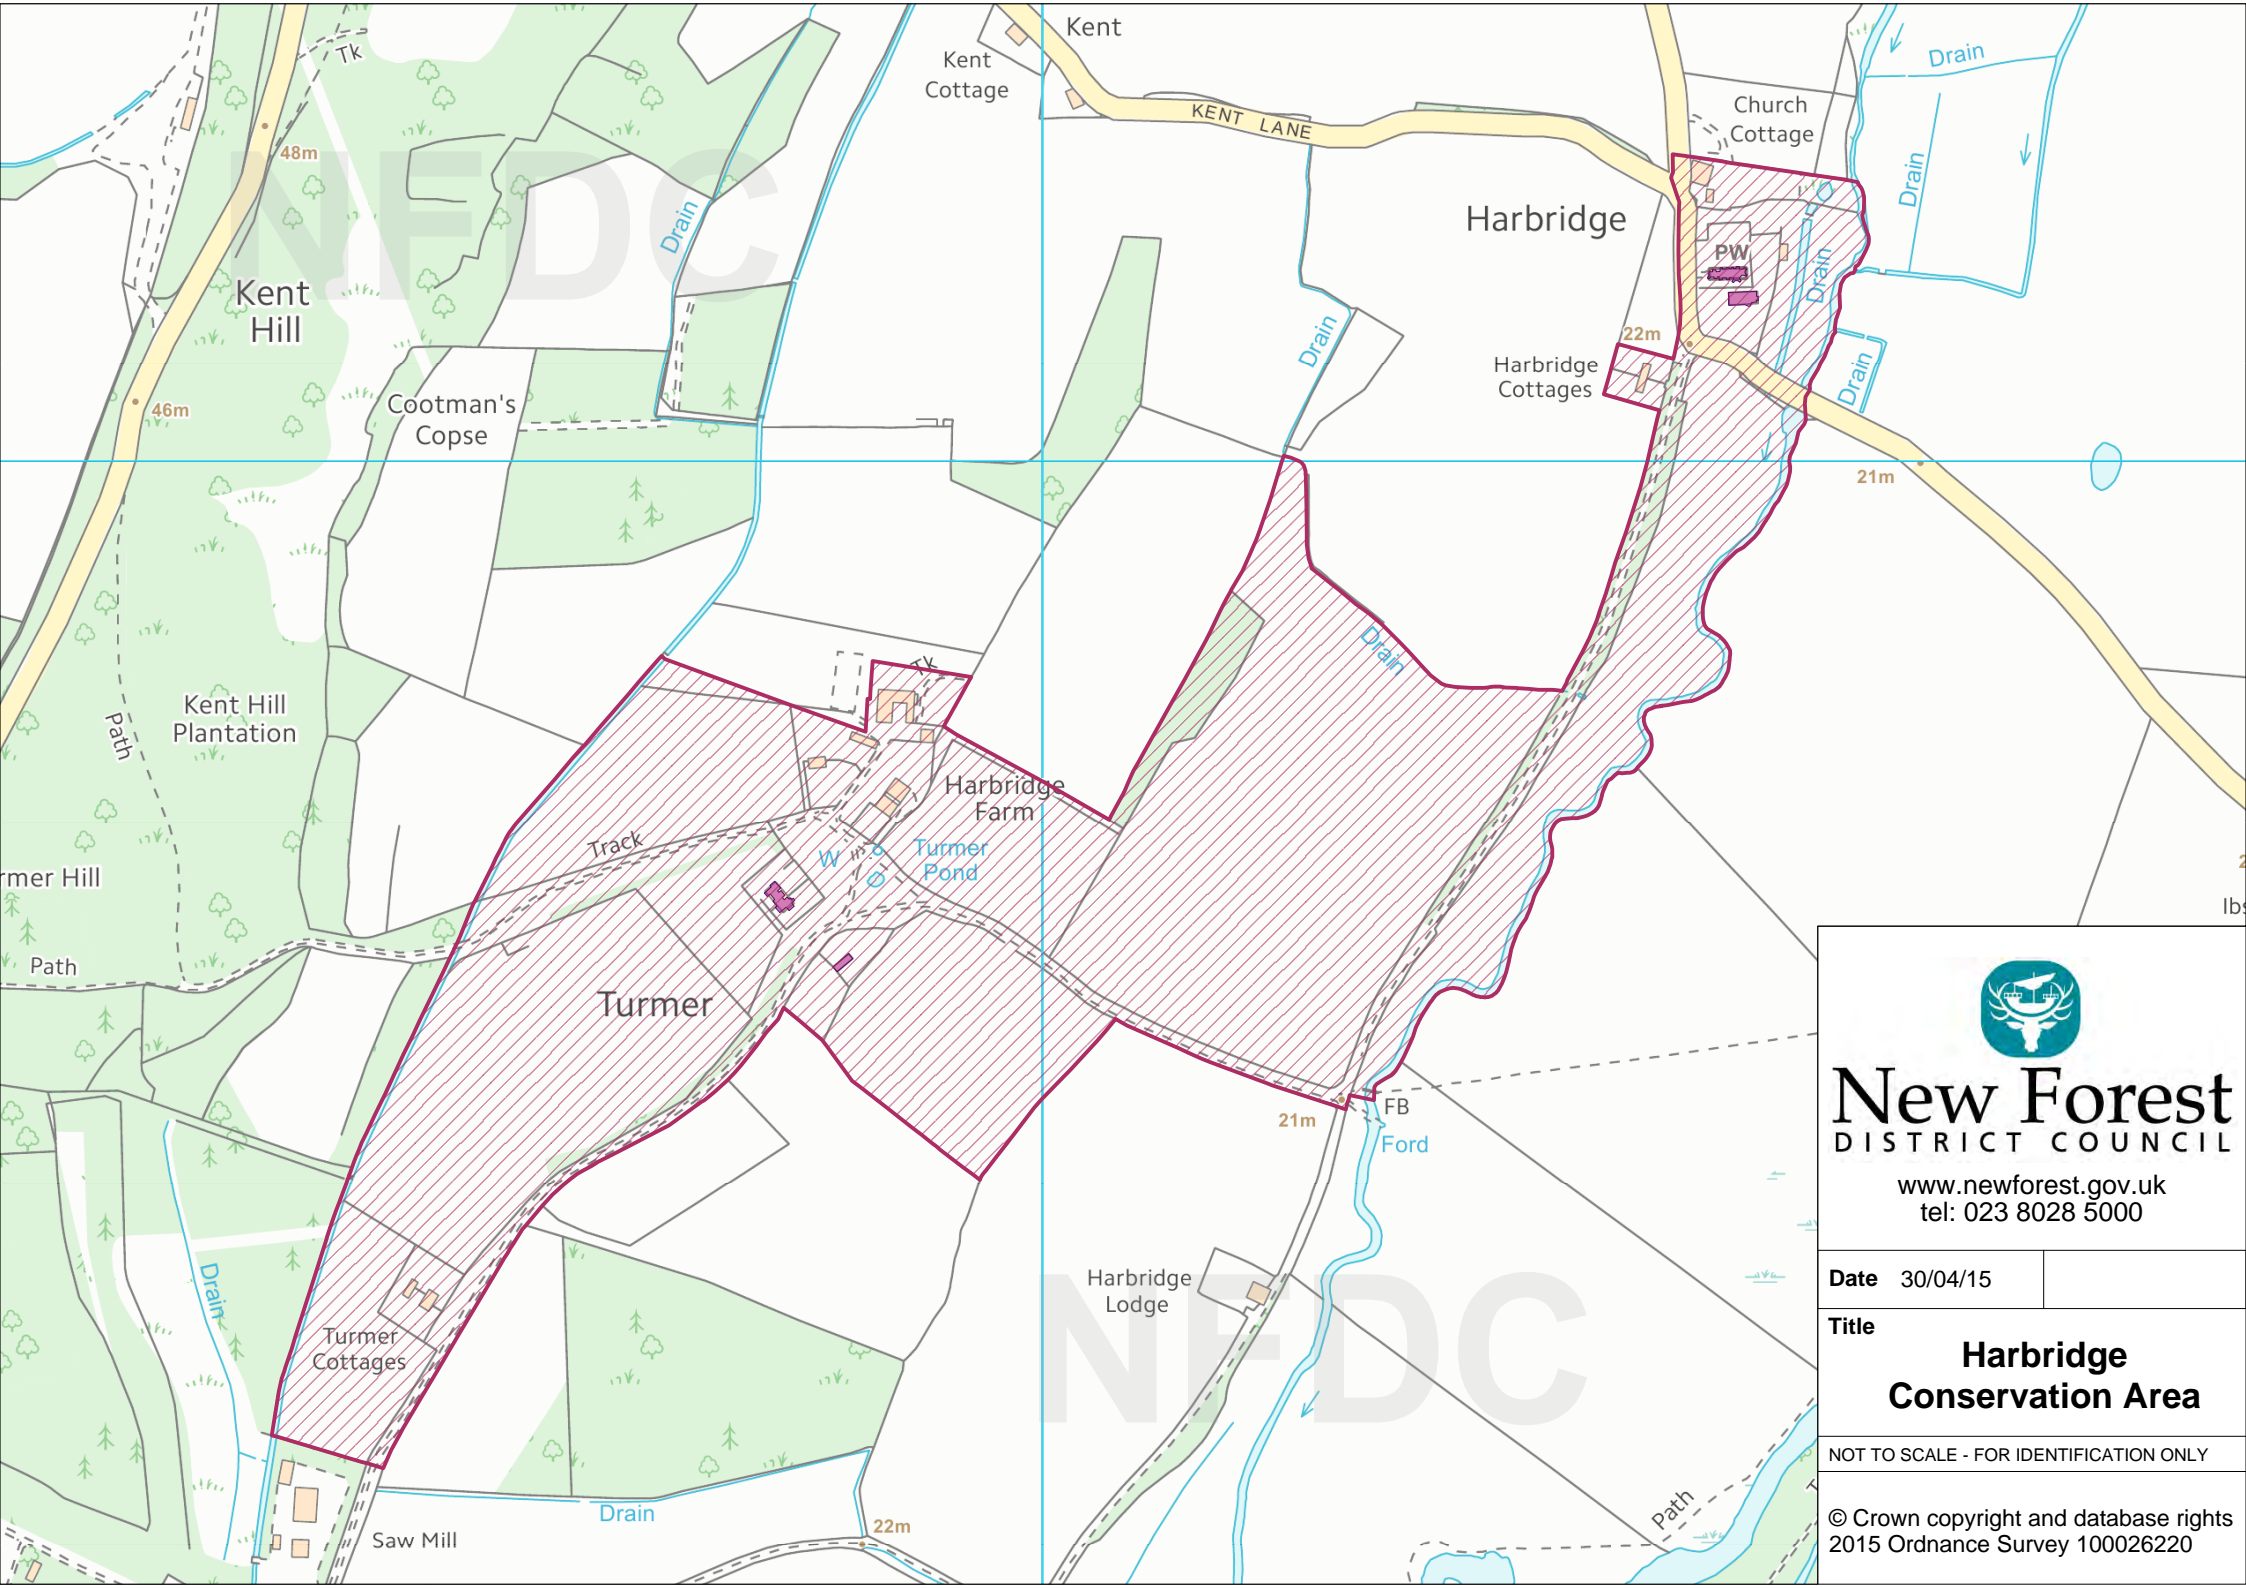 Kent
Tk
Kent
Cottage
KENT LANE
Church
Cottage
Drain
48m
NFDC
Drain
Drain
Harbridge
PW
Drain
Kent
Hill
22m
Drain
Harbridge
Cottages
Drain
46m
Cootman's
Copse
21m
Drain
Tk
Kent Hill
Plantation
Path
Harbridge
Farm
Track
W
Turmer
Pond
rmer Hill
Path
Turmer
FB
21m
Ford
Drain
Harbridge
Lodge
NFDC
Turmer
Cottages
Drain
Saw Mill
22m
Path
New Forest
DISTRICT COUNCIL
www.newforest.gov.uk
tel: 023 8028 5000
Date 30/04/15
Title
Harbridge
Conservation Area
NOT TO SCALE - FOR IDENTIFICATION ONLY
© Crown copyright and database rights
2015 Ordnance Survey 100026220